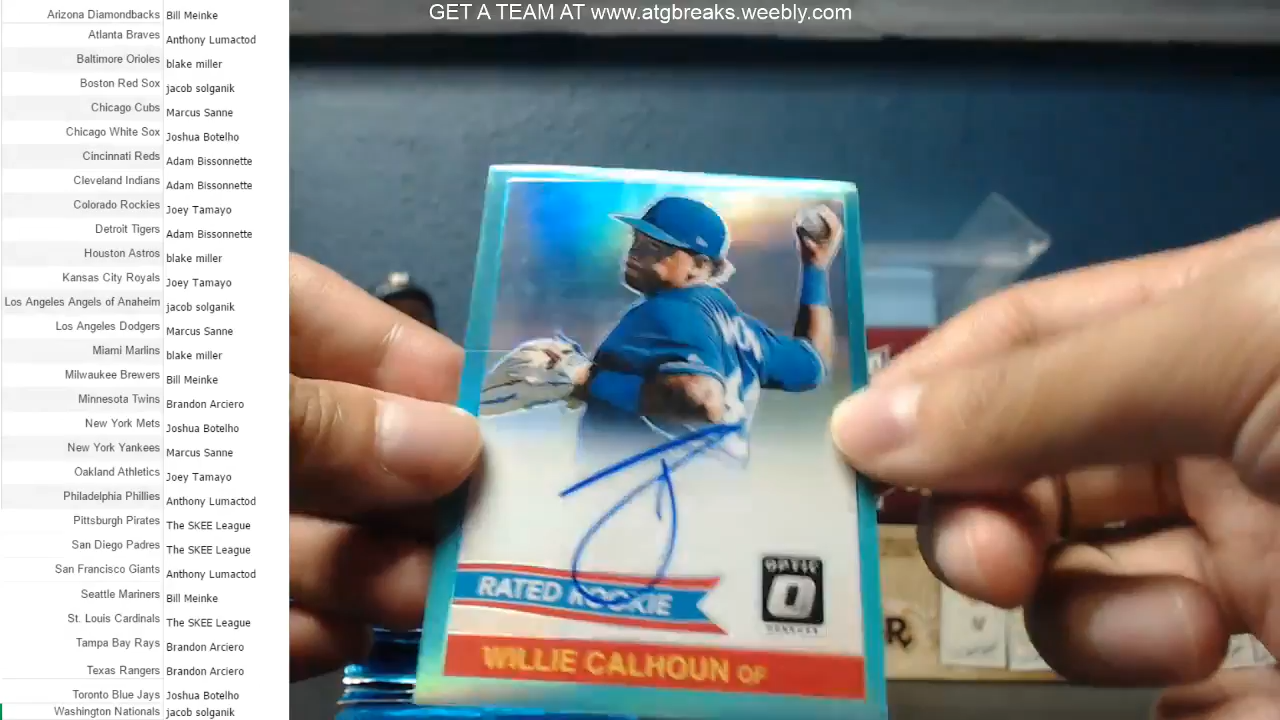 GET A TEAM AT www.atgbreaks.weebly.com
Arizona Diamondbacks Bill Meinke
Atlanta Braves Anthony Lumactod
Baltimore Orioles blake miller
Boston Red Sox jacob solganik
Chicago Cubs Marcus Sanne
Chicago White Sox Joshua Botelho
Cincinnati Reds Adam Bissonnette
Cleveland Indians Adam Bissonnette
Colorado Rockies Joey Tamayo
Detroit Tigers Adam Bissonnette
Houston Astros blake miller
Kansas City Royals Joey Tamayo
Los Angeles Angels of Anaheim jacob solganik
Los Angeles Dodgers Marcus Sanne
Miami Marlins blake miller
Milwaukee Brewers Bill Meinke
Minnesota Twins Brandon Arciero
New York Mets Joshua Botelho
New York Yankees Marcus Sanne
Oakland Athletics Joey Tamayo
Philadelphia Phillies Anthony Lumactod
Pittsburgh Pirates The SKEE League
San Diego Padres The SKEE League
San Francisco Giants Anthony Lumactod
Seattle Mariners Bill Meinke
St. Louis Cardinals The SKEE League
Tampa Bay Rays Brandon Arciero
Texas Rangers Brandon Arciero
Toronto Blue Jays Joshua Botelho
Washington Nationals jacob solganik
RATED ROOKIE
OPTIC
O
DONRUSS
WILLIE CALHOUN OF